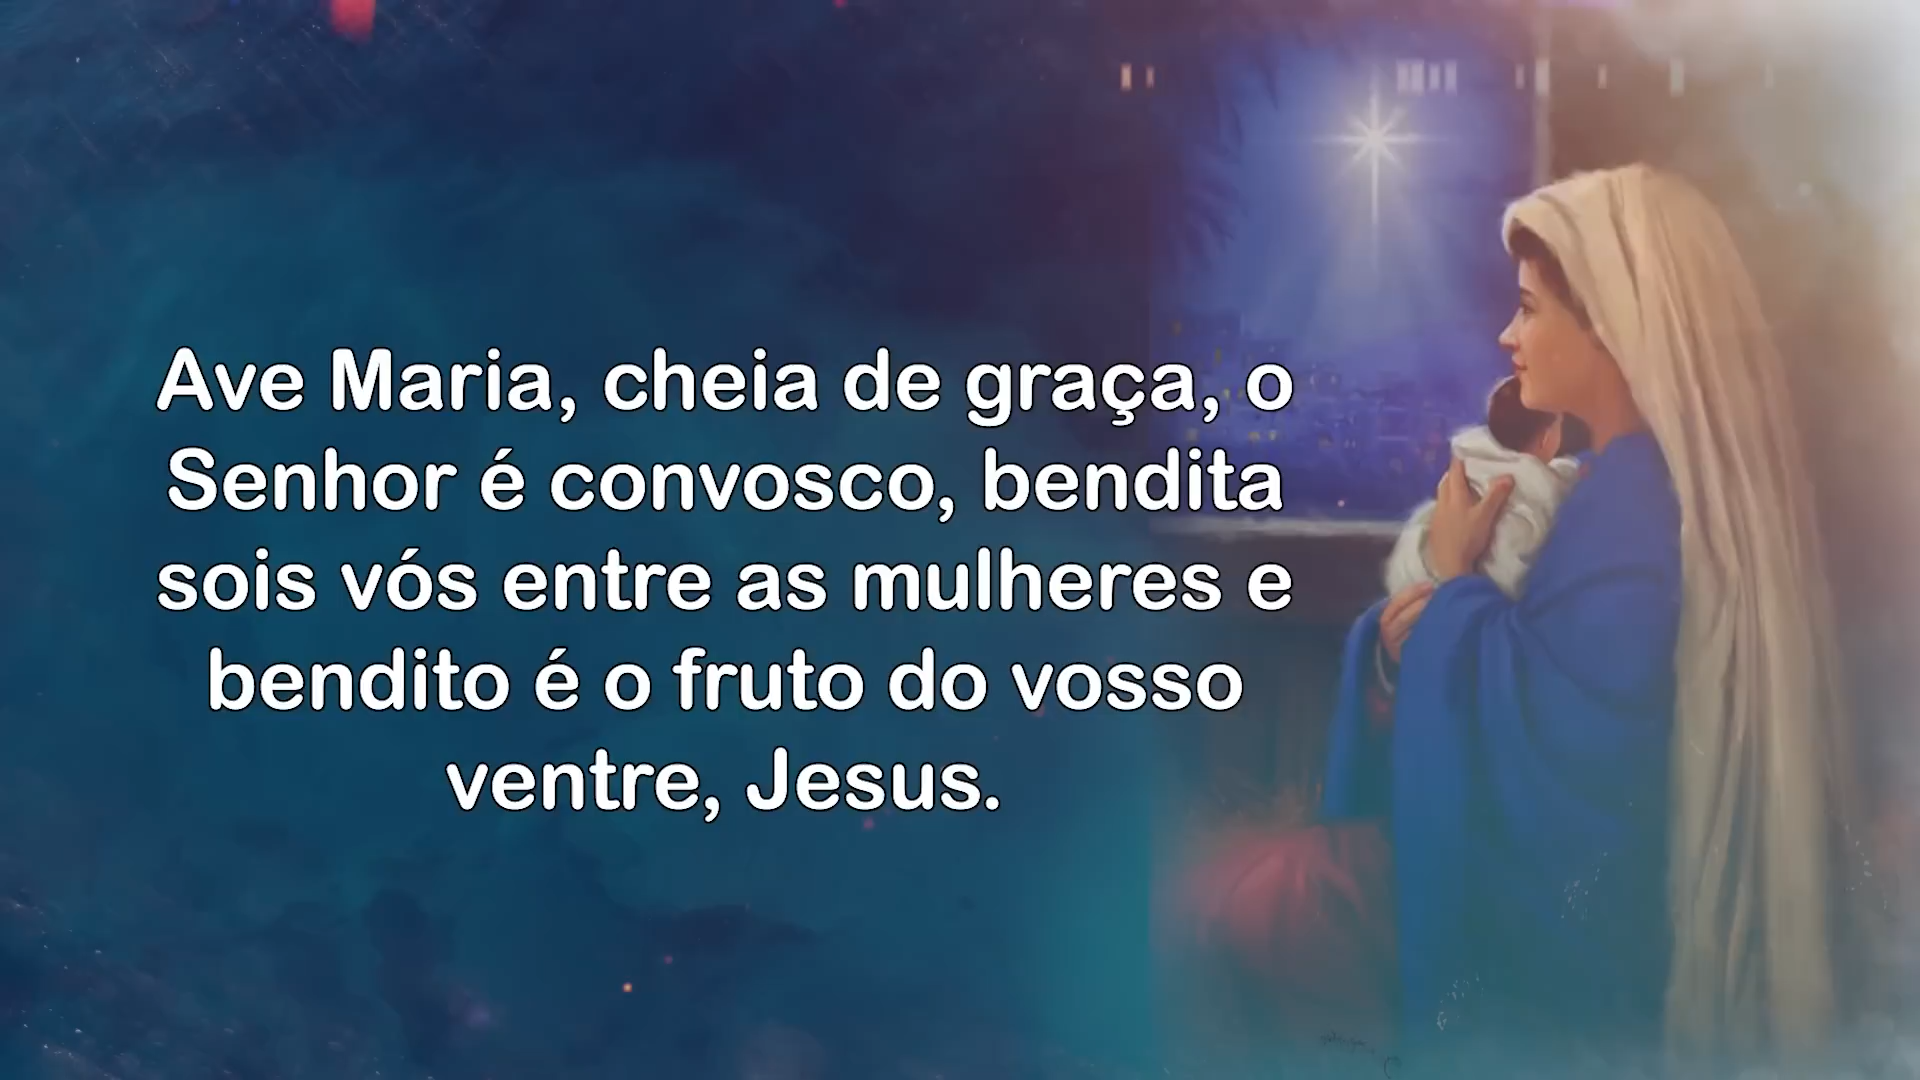 Ave Maria, cheia de graça, o
Senhor é convosco, bendita
sois vós entre as mulheres e
bendito é o fruto do vosso
ventre, Jesus.